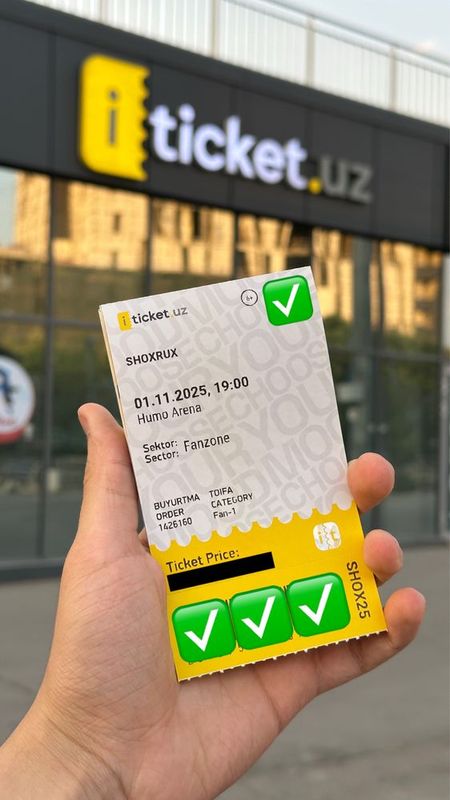 iticket.uz
iticket.uz
6+
SHOXRUX
01.11.2025, 19:00
Humo Arena
Sektor:
Sector: Fanzone
BUYURTMA TOIFA
ORDER CATEGORY
1426160 Fan-1
Ticket Price:
SHOX25